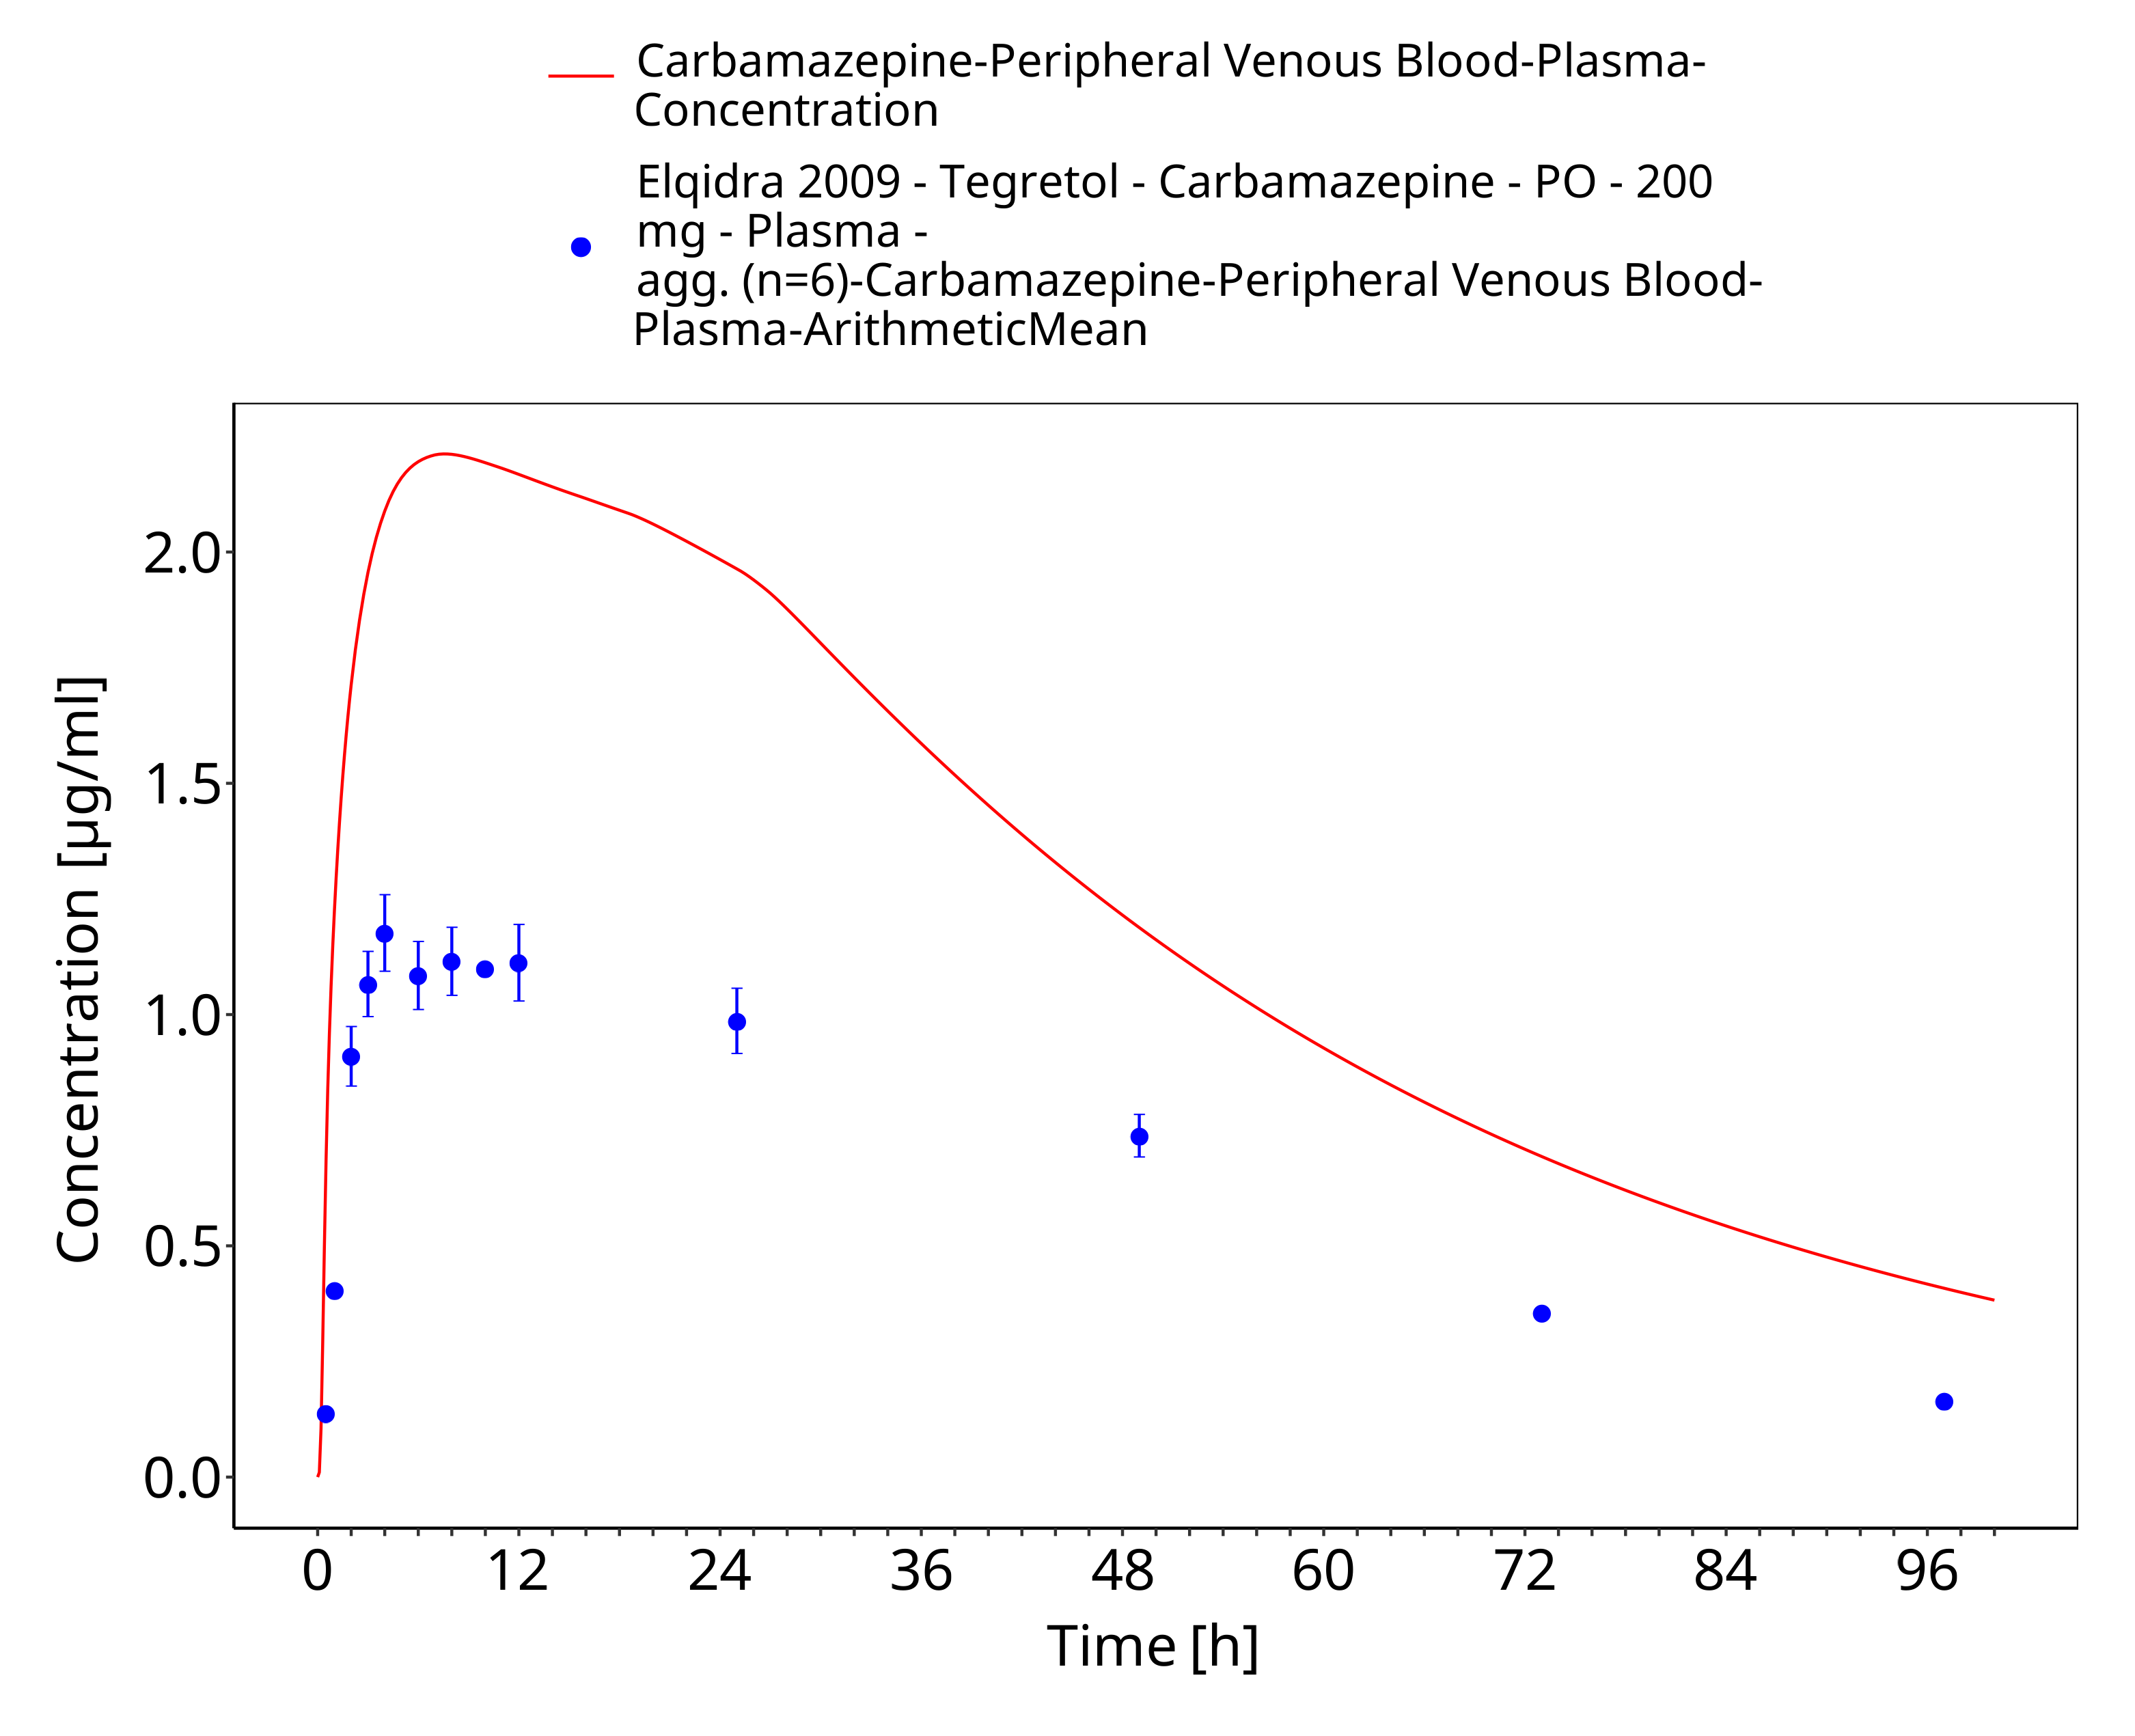 Carbamazepine-Peripheral Venous Blood-Plasma-
Concentration
Elqidra 2009 - Tegretol - Carbamazepine - PO - 200
mg - Plasma -
agg. (n=6)-Carbamazepine-Peripheral Venous Blood-
Plasma-ArithmeticMean
2.0
1.5
1.0
0.5
0.0
Concentration [µg/ml]
0 12 24 36 48 60 72 84 96
Time [h]